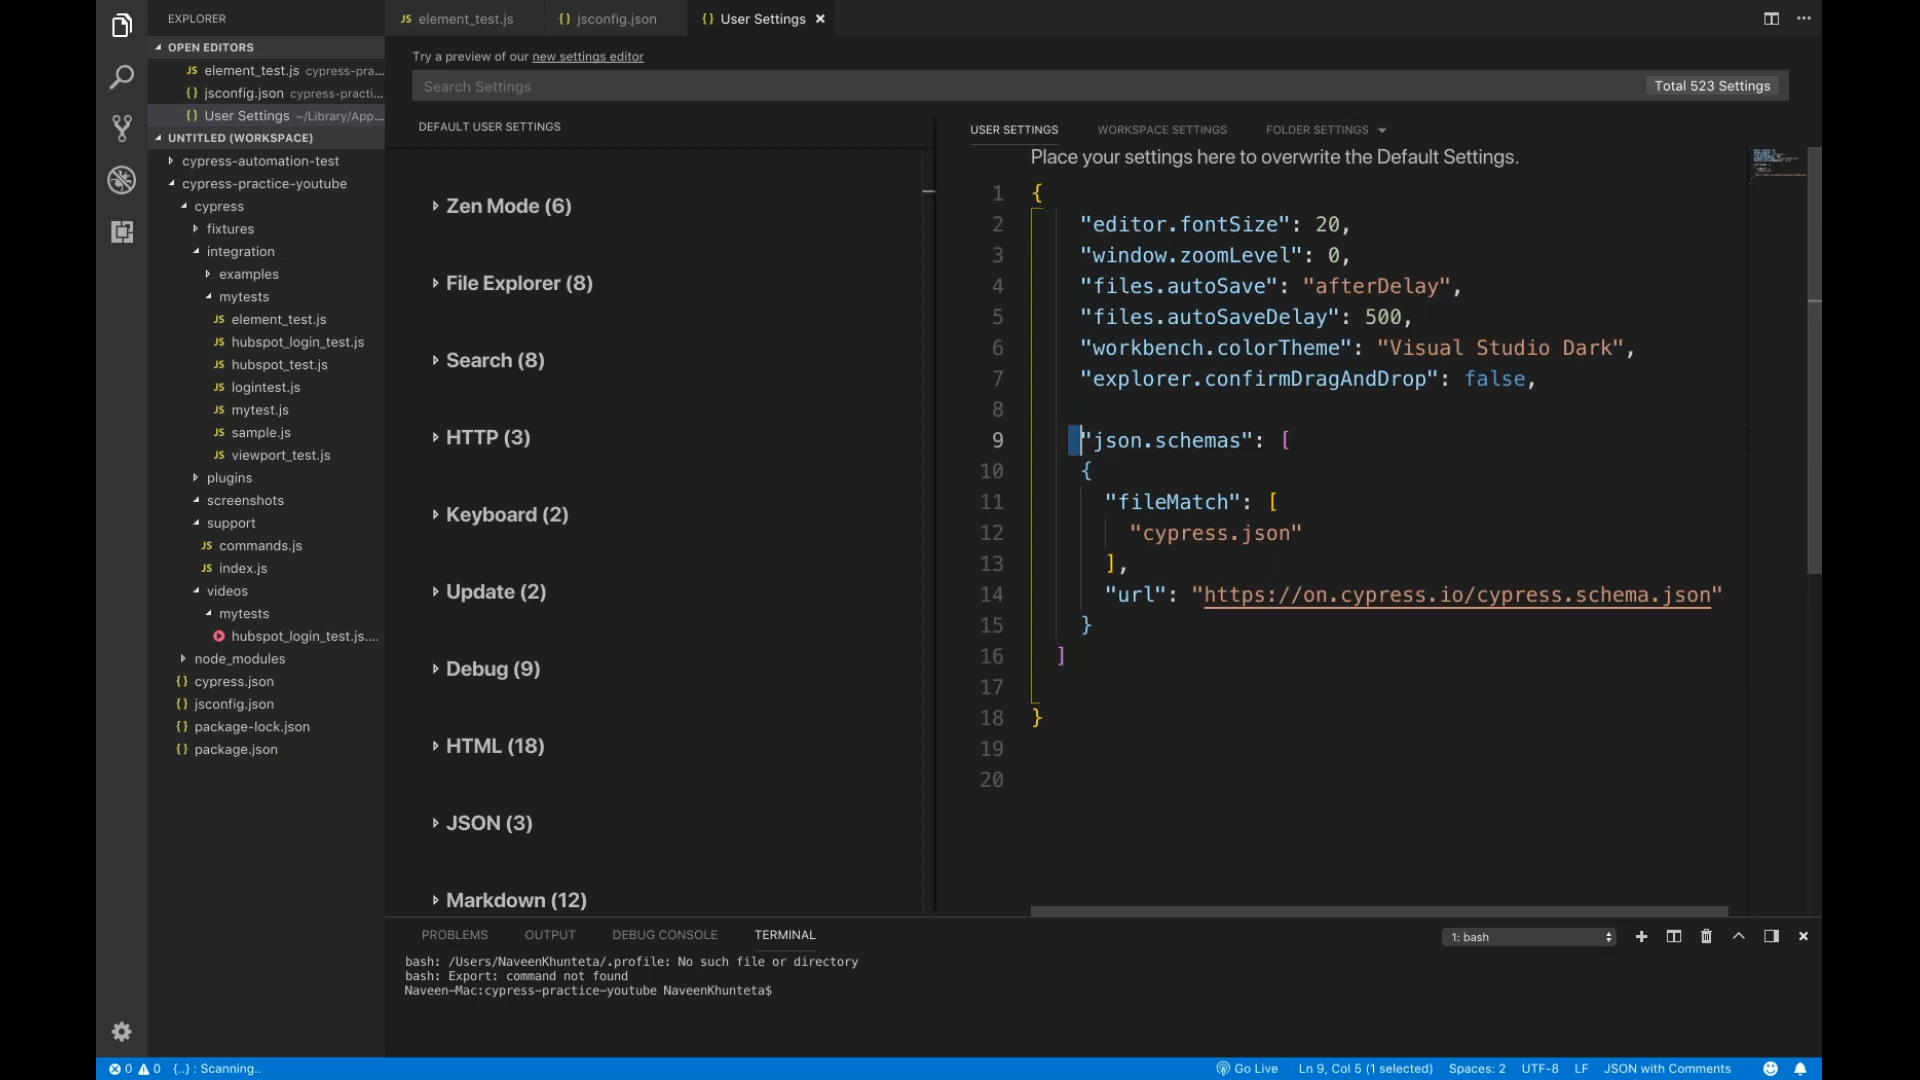 EXPLORER
OPEN EDITORS
JS element_test.js cypress-pra...
{} jsconfig.json cypress-practi...
{} User Settings ~/Library/App...
UNTITLED (WORKSPACE)
cypress-automation-test
cypress-practice-youtube
cypress
fixtures
integration
examples
mytests
JS element_test.js
JS hubspot_login_test.js
JS hubspot_test.js
JS logintest.js
JS mytest.js
JS sample.js
JS viewport_test.js
plugins
screenshots
support
JS commands.js
JS index.js
videos
mytests
hubspot_login_test.js....
node_modules
{} cypress.json
{} jsconfig.json
{} package-lock.json
{} package.json
JS element_test.js {} jsconfig.json {} User Settings ×
Try a preview of our new settings editor
Search Settings Total 523 Settings
DEFAULT USER SETTINGS
Zen Mode (6)
File Explorer (8)
Search (8)
HTTP (3)
Keyboard (2)
Update (2)
Debug (9)
HTML (18)
JSON (3)
Markdown (12)
USER SETTINGS WORKSPACE SETTINGS FOLDER SETTINGS
Place your settings here to overwrite the Default Settings.
1 {
2 "editor.fontSize": 20,
3 "window.zoomLevel": 0,
4 "files.autoSave": "afterDelay",
5 "files.autoSaveDelay": 500,
6 "workbench.colorTheme": "Visual Studio Dark",
7 "explorer.confirmDragAndDrop": false,
8
9 "json.schemas": [
10 {
11 "fileMatch": [
12 "cypress.json"
13 ],
14 "url": "https://on.cypress.io/cypress.schema.json"
15 }
16 ]
17
18 }
19
20
PROBLEMS OUTPUT DEBUG CONSOLE TERMINAL 1: bash
bash: /Users/NaveenKhunteta/.profile: No such file or directory
bash: Export: command not found
Naveen-Mac:cypress-practice-youtube NaveenKhunteta$
0 0 {..} : Scanning.. Go Live Ln 9, Col 5 (1 selected) Spaces: 2 UTF-8 LF JSON with Comments